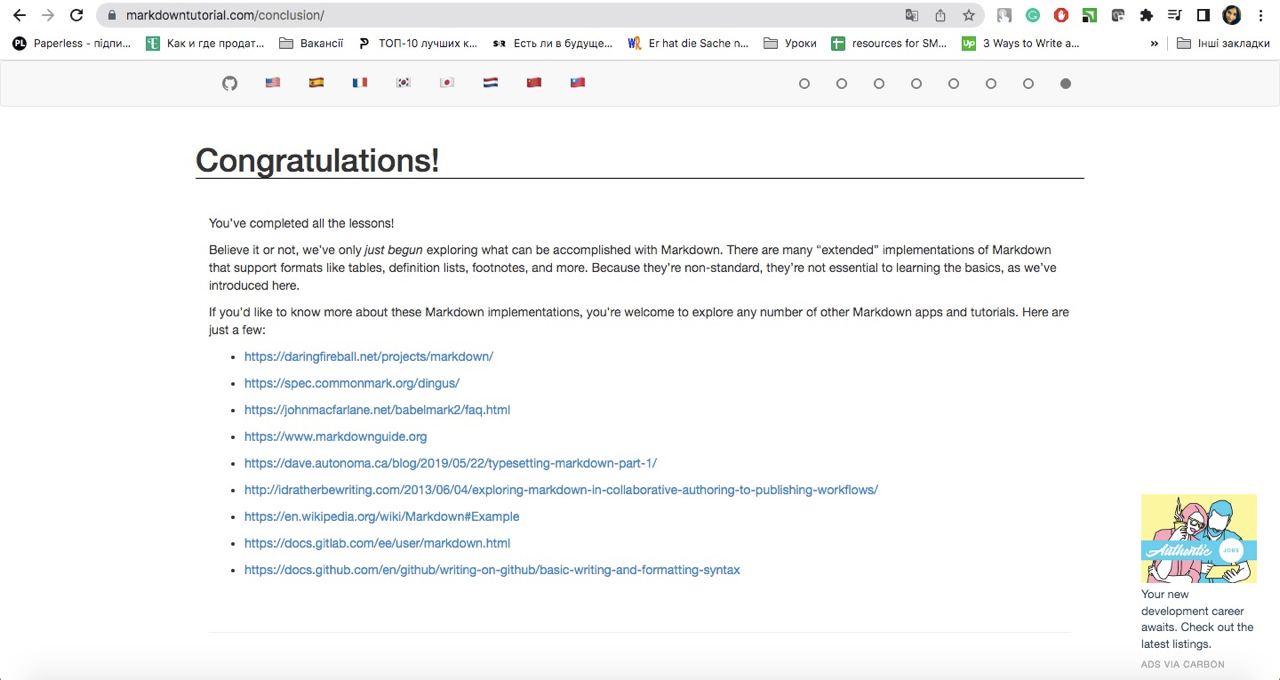 markdowntutorial.com/conclusion/
PL Paperless - підпи... Как и где продат... Вакансії ТОП-10 лучших к... Есть ли в будуще... Er hat die Sache n... Уроки resources for SM... Up 3 Ways to Write a... » Інші закладки
Congratulations!
You've completed all the lessons!
Believe it or not, we've only just begun exploring what can be accomplished with Markdown. There are many “extended” implementations of Markdown
that support formats like tables, definition lists, footnotes, and more. Because they're non-standard, they're not essential to learning the basics, as we've
introduced here.
If you'd like to know more about these Markdown implementations, you're welcome to explore any number of other Markdown apps and tutorials. Here are
just a few:
• https://daringfireball.net/projects/markdown/
• https://spec.commonmark.org/dingus/
• https://johnmacfarlane.net/babelmark2/faq.html
• https://www.markdownguide.org
• https://dave.autonoma.ca/blog/2019/05/22/typesetting-markdown-part-1/
• http://idratherbewriting.com/2013/06/04/exploring-markdown-in-collaborative-authoring-to-publishing-workflows/
• https://en.wikipedia.org/wiki/Markdown#Example
• https://docs.gitlab.com/ee/user/markdown.html
• https://docs.github.com/en/github/writing-on-github/basic-writing-and-formatting-syntax
Authentic JOBS
Your new
development career
awaits. Check out the
latest listings.
ADS VIA CARBON